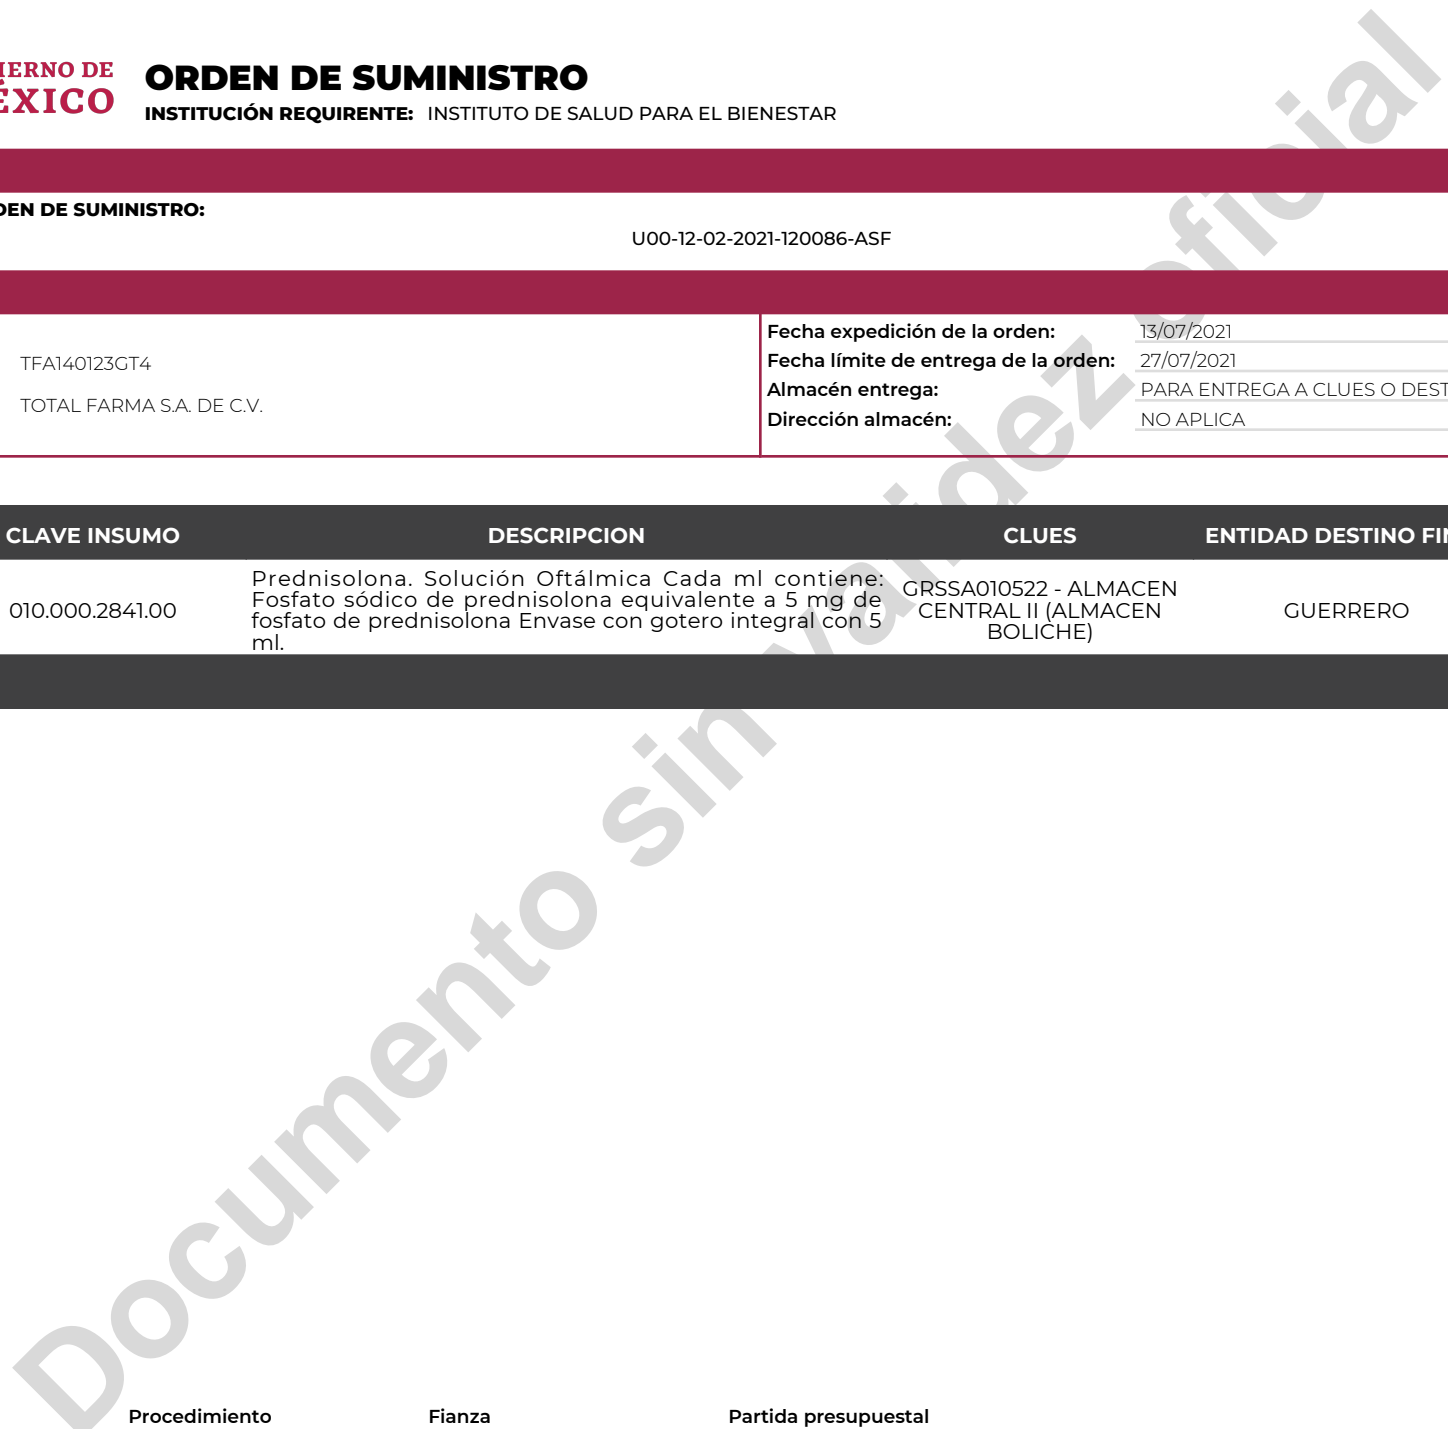 IERNO DE
ÉXICO
ORDEN DE SUMINISTRO
INSTITUCIÓN REQUIRENTE: INSTITUTO DE SALUD PARA EL BIENESTAR
DEN DE SUMINISTRO:
U00-12-02-2021-120086-ASF
TFA140123GT4
TOTAL FARMA S.A. DE C.V.
Fecha expedición de la orden: 13/07/2021
Fecha límite de entrega de la orden: 27/07/2021
Almacén entrega: PARA ENTREGA A CLUES O DEST
Dirección almacén: NO APLICA
CLAVE INSUMO DESCRIPCION CLUES ENTIDAD DESTINO FIN
010.000.2841.00
Prednisolona. Solución Oftálmica Cada ml contiene:
Fosfato sódico de prednisolona equivalente a 5 mg de
fosfato de prednisolona Envase con gotero integral con 5
ml.
GRSSA010522 - ALMACEN
CENTRAL II (ALMACEN
BOLICHE)
GUERRERO
Documento sin validez oficial
Procedimiento Fianza Partida presupuestal